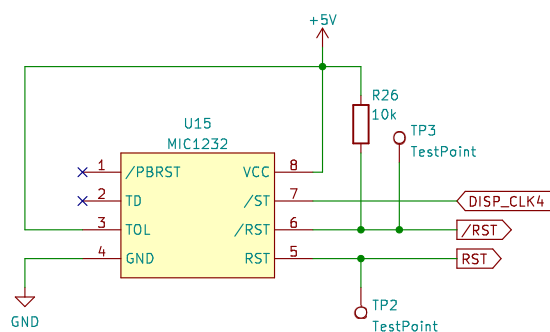 +5V
R26
10k
TP3
TestPoint
U15
MIC1232
1 /PBRST VCC 8
2 TD /ST 7 DISP_CLK4
3 TOL /RST 6 /RST
4 GND RST 5 RST
TP2
TestPoint
GND